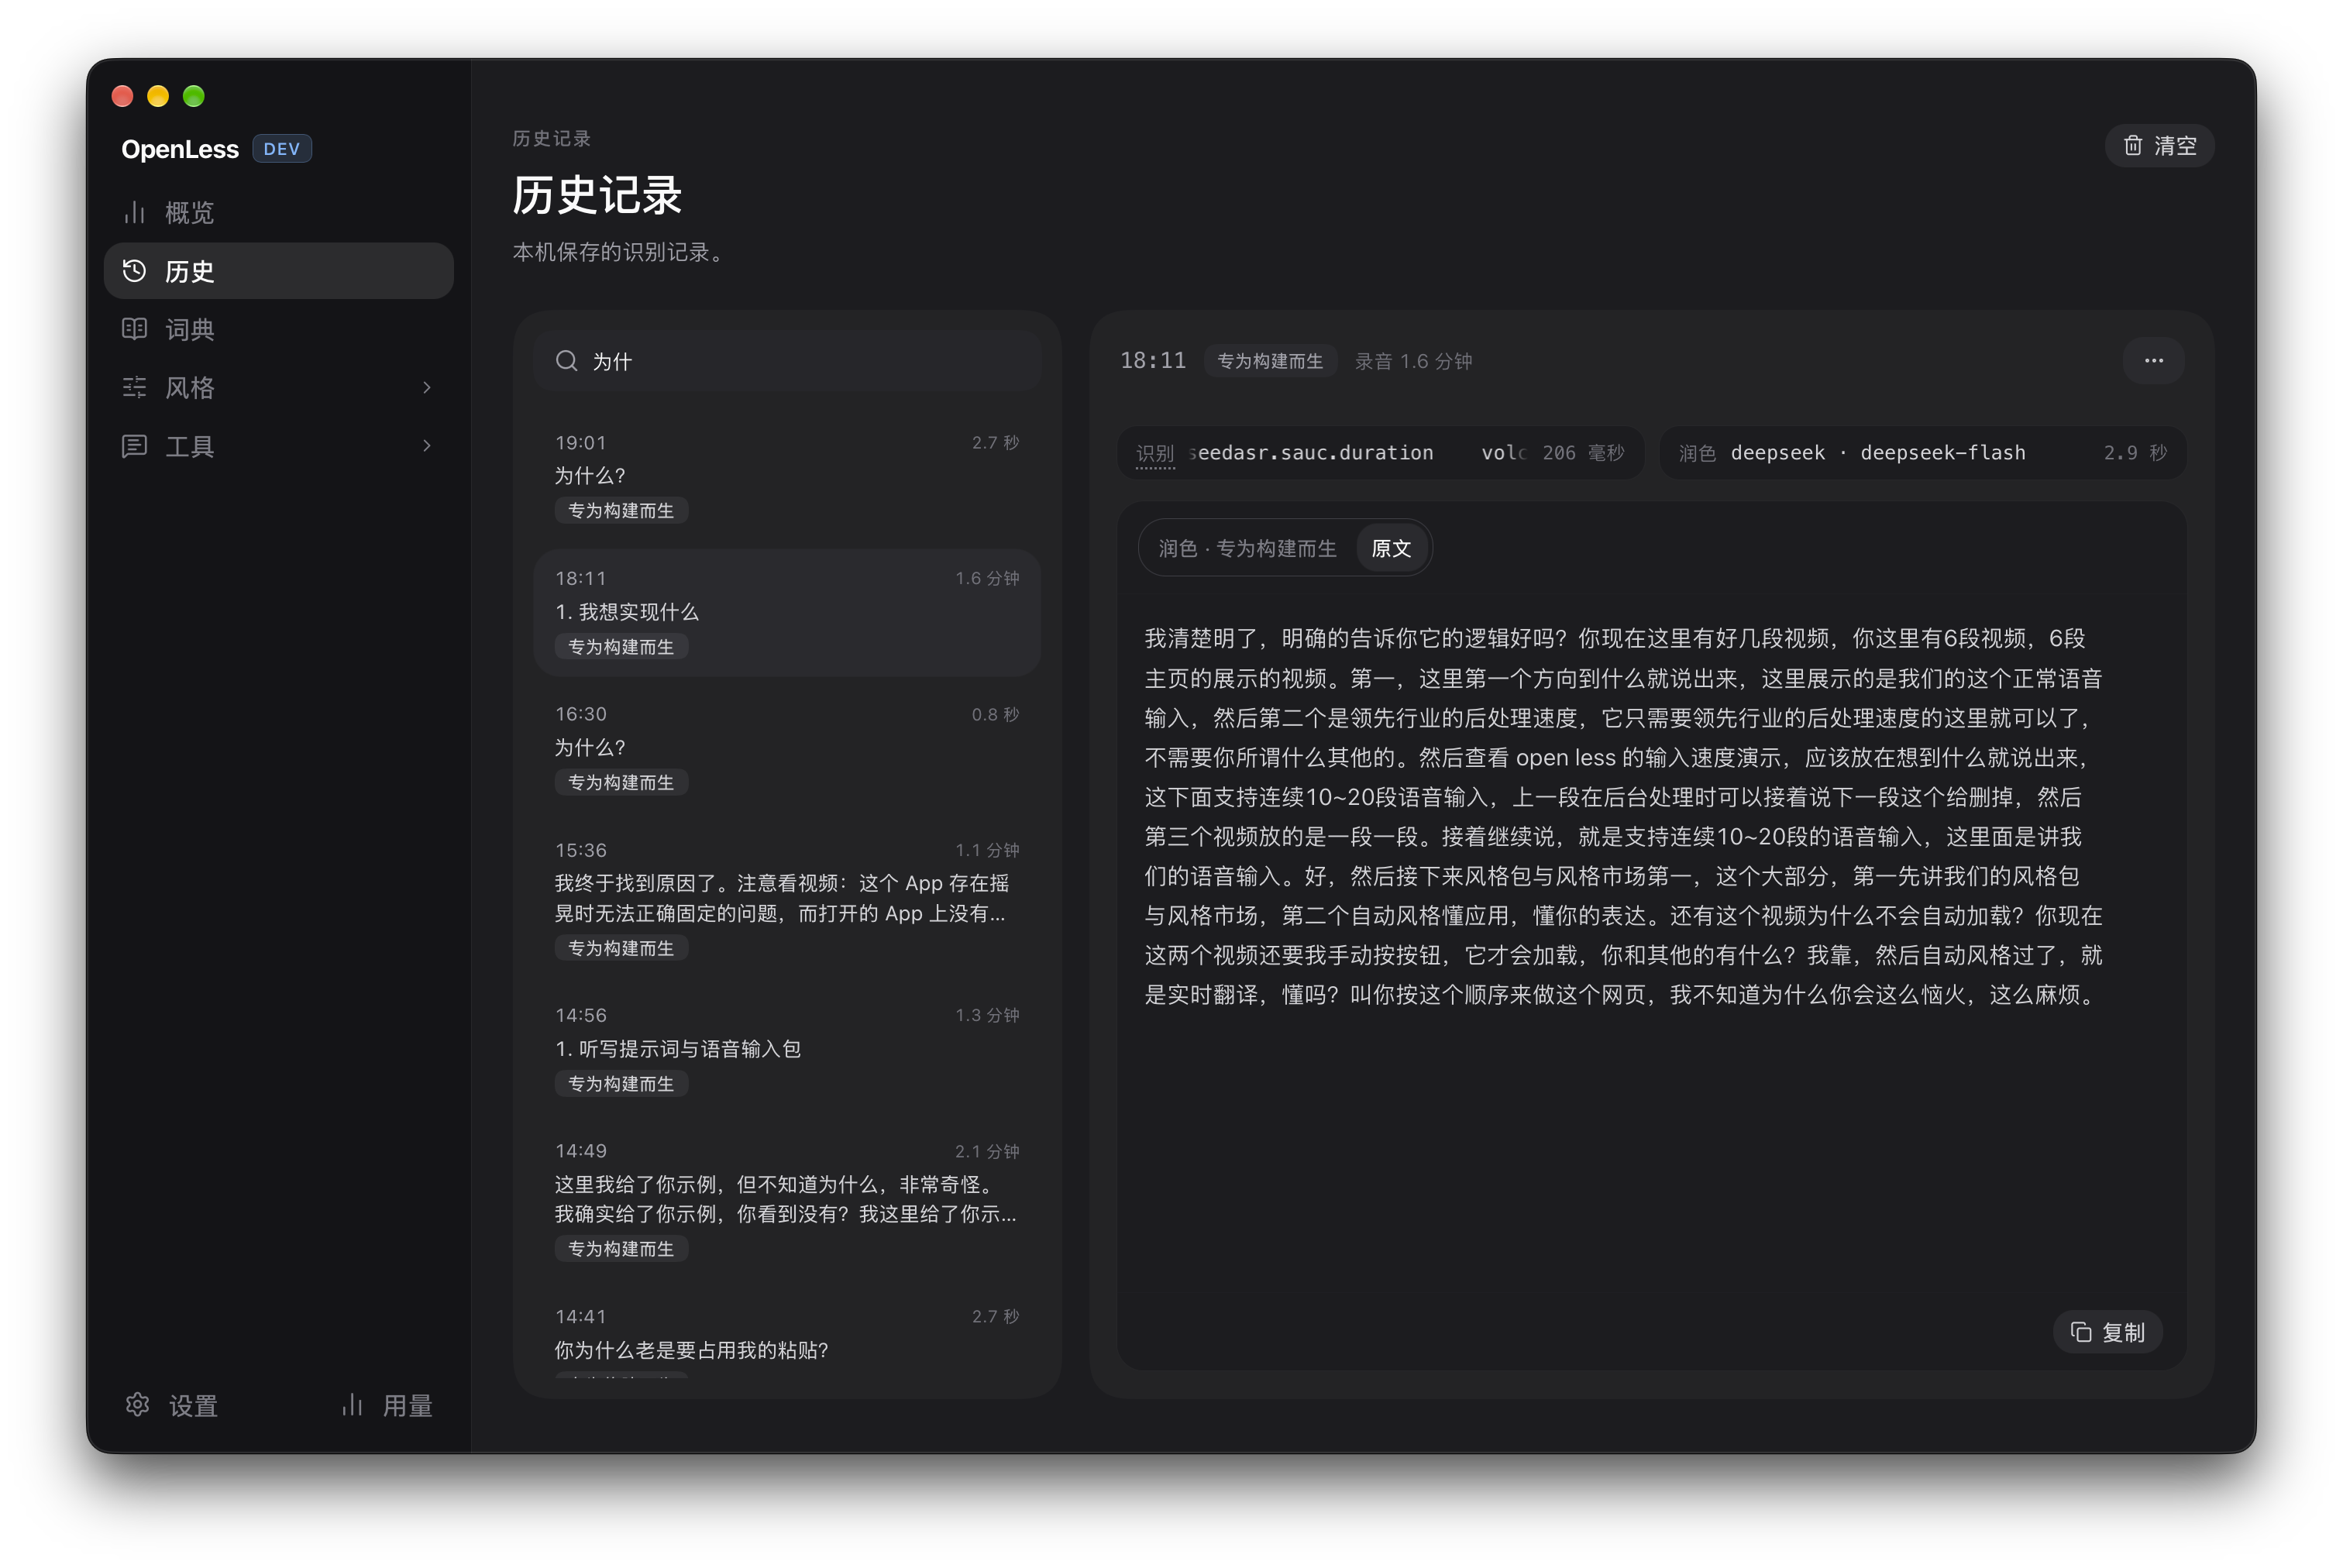 OpenLess DEV
概览
历史
词典
风格
工具
设置
用量
历史记录
清空
历史记录
本机保存的识别记录。
为什
19:01 2.7 秒
为什么?
专为构建而生
18:11 1.6 分钟
1. 我想实现什么
专为构建而生
16:30 0.8 秒
为什么?
专为构建而生
15:36 1.1 分钟
我终于找到原因了。注意看视频：这个 App 存在摇
晃时无法正确固定的问题，而打开的 App 上没有...
专为构建而生
14:56 1.3 分钟
1. 听写提示词与语音输入包
专为构建而生
14:49 2.1 分钟
这里我给了你示例，但不知道为什么，非常奇怪。
我确实给了你示例，你看到没有？我这里给了你示...
专为构建而生
14:41 2.7 秒
你为什么老是要占用我的粘贴?
18:11 专为构建而生 录音 1.6 分钟
识别 seedasr.sauc.duration volc 206 毫秒
润色 deepseek · deepseek-flash 2.9 秒
润色 · 专为构建而生 原文
我清楚明了，明确的告诉你它的逻辑好吗？你现在这里有好几段视频，你这里有6段视频，6段
主页的展示的视频。第一，这里第一个方向到什么就说出来，这里展示的是我们的这个正常语音
输入，然后第二个是领先行业的后处理速度，它只需要领先行业的后处理速度的这里就可以了，
不需要你所谓什么其他的。然后查看 open less 的输入速度演示，应该放在想到什么就说出来，
这下面支持连续10~20段语音输入，上一段在后台处理时可以接着说下一段这个给删掉，然后
第三个视频放的是一段一段。接着继续说，就是支持连续10~20段的语音输入，这里面是讲我
们的语音输入。好，然后接下来风格包与风格市场第一，这个大部分，第一先讲我们的风格包
与风格市场，第二个自动风格懂应用，懂你的表达。还有这个视频为什么不会自动加载？你现在
这两个视频还要我手动按按钮，它才会加载，你和其他的有什么？我靠，然后自动风格过了，就
是实时翻译，懂吗？叫你按这个顺序来做这个网页，我不知道为什么你会这么恼火，这么麻烦。
复制